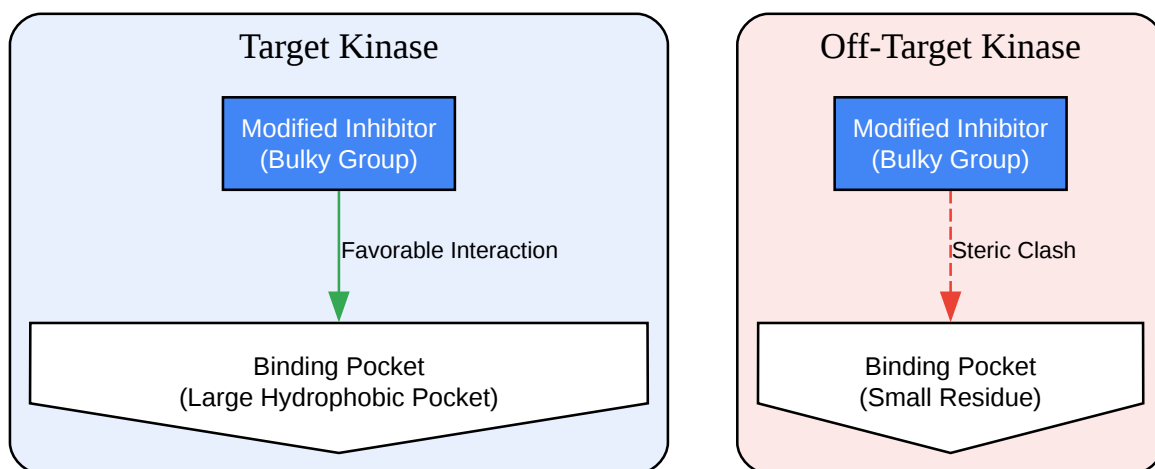 Target Kinase
Modified Inhibitor
(Bulky Group)
Favorable Interaction
Binding Pocket
(Large Hydrophobic Pocket)
Off-Target Kinase
Modified Inhibitor
(Bulky Group)
Steric Clash
Binding Pocket
(Small Residue)